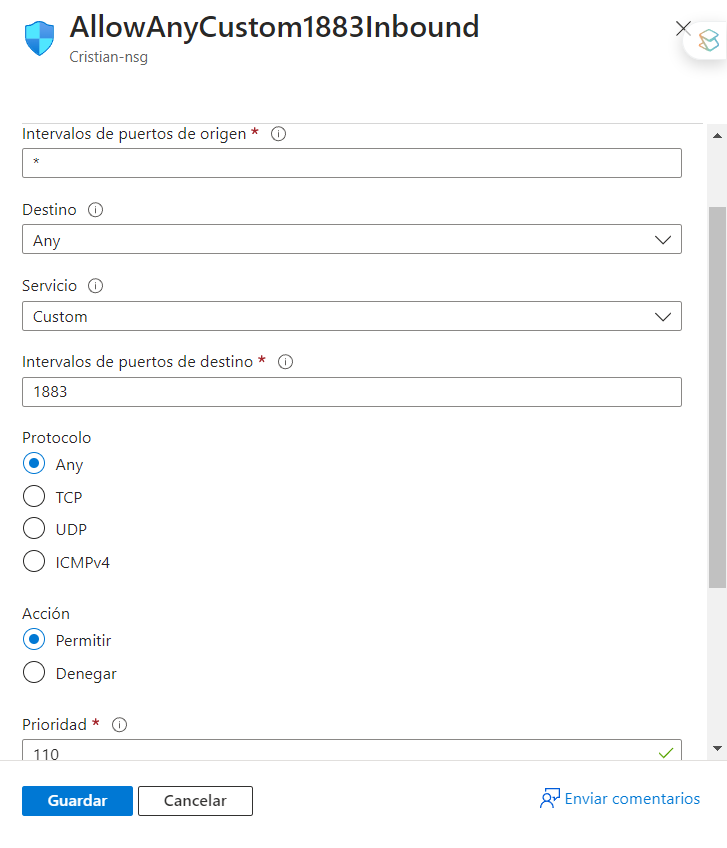 AllowAnyCustom1883Inbound
Cristian-nsg
Intervalos de puertos de origen *
*
Destino
Any
Servicio
Custom
Intervalos de puertos de destino *
1883
Protocolo
Any
TCP
UDP
ICMPv4
Acción
Permitir
Denegar
Prioridad *
110
Guardar Cancelar Enviar comentarios